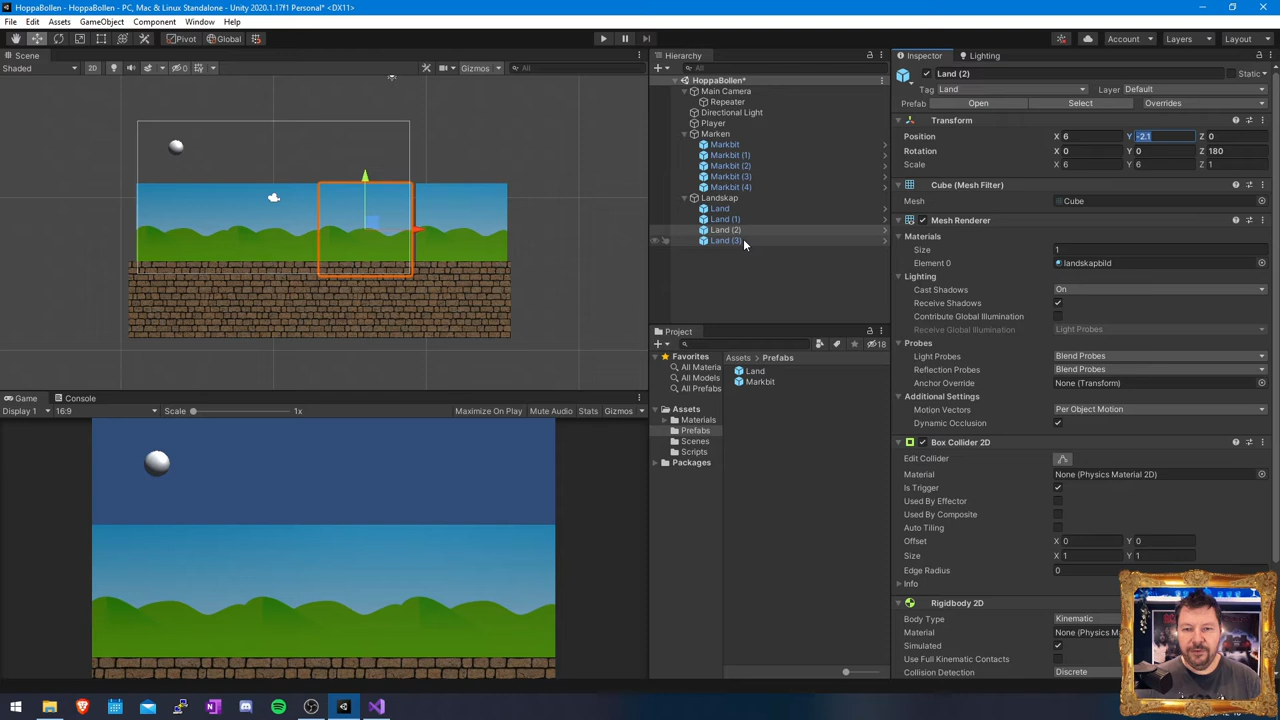 HoppaBollen - HoppaBollen - PC, Mac & Linux Standalone - Unity 2020.1.17f1 Personal* <DX11>
File Edit Assets GameObject Component Window Help
Pivot Global Account Layers Layout
Scene
Shaded 2D 0 Gizmos All
Hierarchy
All
HoppaBollen*
Main Camera
Repeater
Directional Light
Player
Marken
Markbit
Markbit (1)
Markbit (2)
Markbit (3)
Markbit (4)
Landskap
Land
Land (1)
Land (2)
Land (3)
Project
18
Favorites
All Materia
All Models
All Prefabs
Assets
Materials
Prefabs
Scenes
Scripts
Packages
Assets > Prefabs
Land
Markbit
Game Console
Display 1 16:9 Scale 1x Maximize On Play Mute Audio Stats Gizmos
Inspector Lighting
Land (2) Static
Tag Land Layer Default
Prefab Open Select Overrides
Transform
Position X 6 Y -2.1 Z 0
Rotation X 0 Y 0 Z 180
Scale X 6 Y 6 Z 1
Cube (Mesh Filter)
Mesh Cube
Mesh Renderer
Materials
Size 1
Element 0 landskapbild
Lighting
Cast Shadows On
Receive Shadows
Contribute Global Illumination
Receive Global Illumination Light Probes
Probes
Light Probes Blend Probes
Reflection Probes Blend Probes
Anchor Override None (Transform)
Additional Settings
Motion Vectors Per Object Motion
Dynamic Occlusion
Box Collider 2D
Edit Collider
Material None (Physics Material 2D)
Is Trigger
Used By Effector
Used By Composite
Auto Tiling
Offset X 0 Y 0
Size X 1 Y 1
Edge Radius 0
Info
Rigidbody 2D
Body Type Kinematic
Material None (Physics M
Simulated
Use Full Kinematic Contacts
Collision Detection Discrete